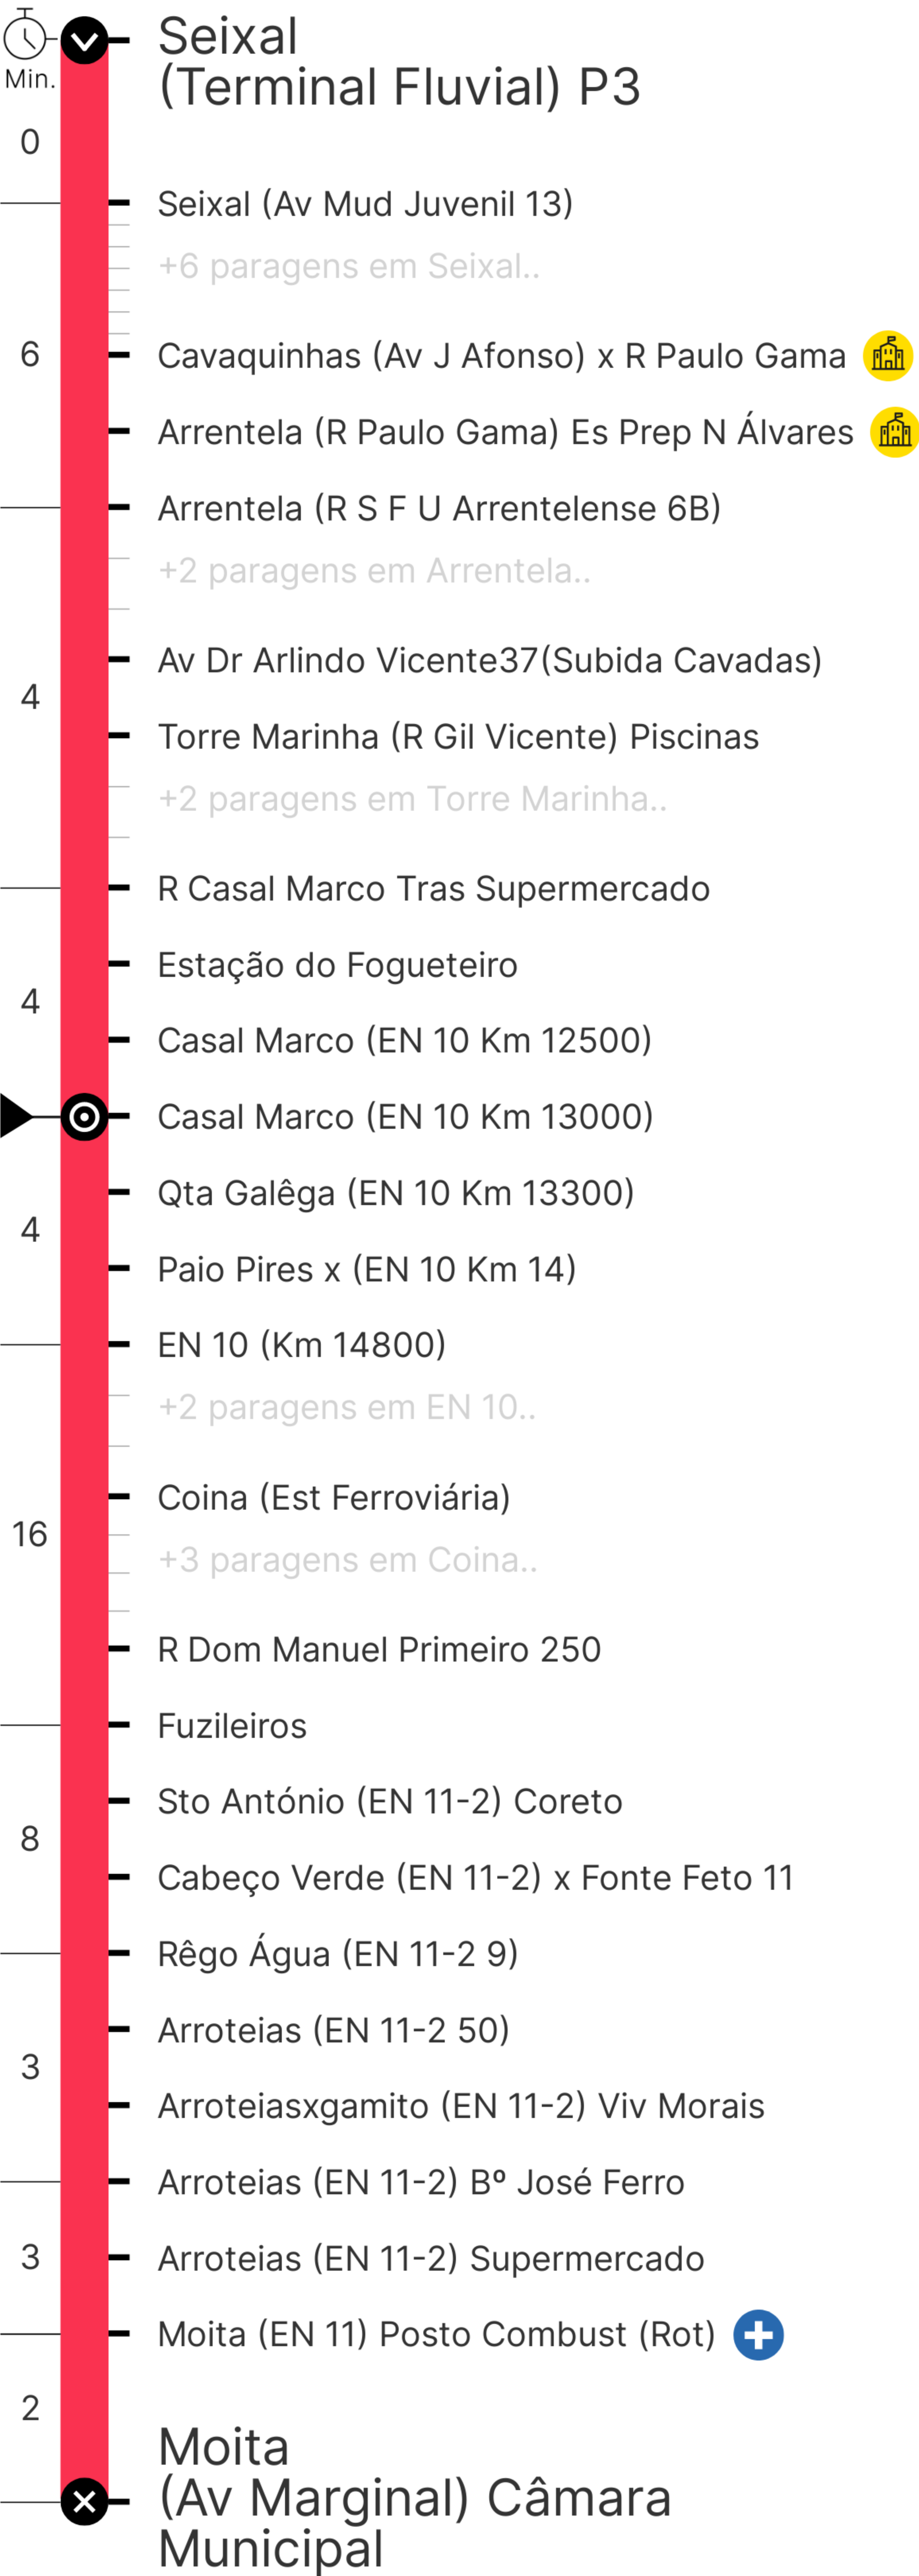 Seixal
(Terminal Fluvial) P3
Min.
0
Seixal (Av Mud Juvenil 13)
+6 paragens em Seixal..
6
Cavaquinhas (Av J Afonso) x R Paulo Gama
Arrentela (R Paulo Gama) Es Prep N Álvares
Arrentela (R S F U Arrentelense 6B)
+2 paragens em Arrentela..
Av Dr Arlindo Vicente37(Subida Cavadas)
4
Torre Marinha (R Gil Vicente) Piscinas
+2 paragens em Torre Marinha..
R Casal Marco Tras Supermercado
Estação do Fogueteiro
4
Casal Marco (EN 10 Km 12500)
Casal Marco (EN 10 Km 13000)
Qta Galêga (EN 10 Km 13300)
4
Paio Pires x (EN 10 Km 14)
EN 10 (Km 14800)
+2 paragens em EN 10..
Coina (Est Ferroviária)
16
+3 paragens em Coina..
R Dom Manuel Primeiro 250
Fuzileiros
Sto António (EN 11-2) Coreto
8
Cabeço Verde (EN 11-2) x Fonte Feto 11
Rêgo Água (EN 11-2 9)
Arroteias (EN 11-2 50)
3
Arroteiasxgamito (EN 11-2) Viv Morais
Arroteias (EN 11-2) Bº José Ferro
3
Arroteias (EN 11-2) Supermercado
Moita (EN 11) Posto Combust (Rot)
2
Moita
(Av Marginal) Câmara
Municipal